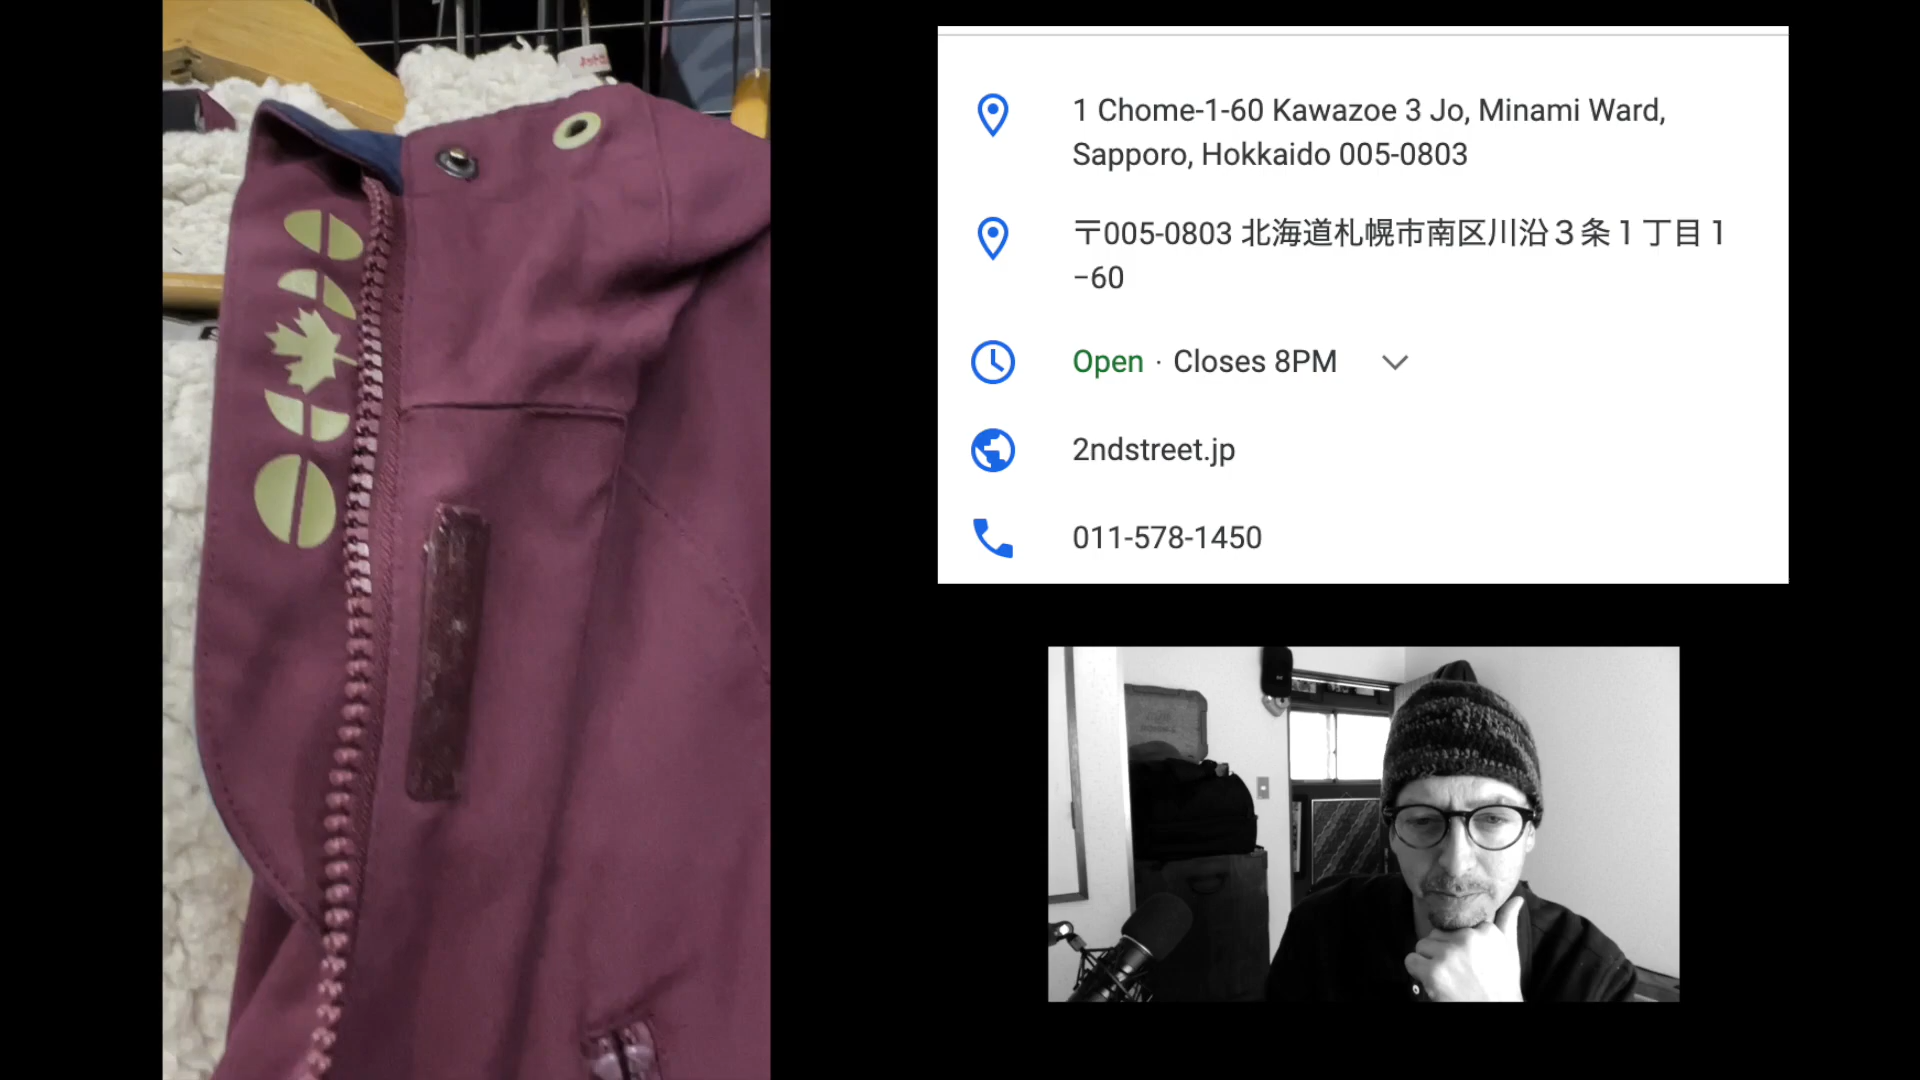 1 Chome-1-60 Kawazoe 3 Jo, Minami Ward,
Sapporo, Hokkaido 005-0803
〒005-0803 北海道札幌市南区川沿３条１丁目１
−60
Open · Closes 8PM
2ndstreet.jp
011-578-1450